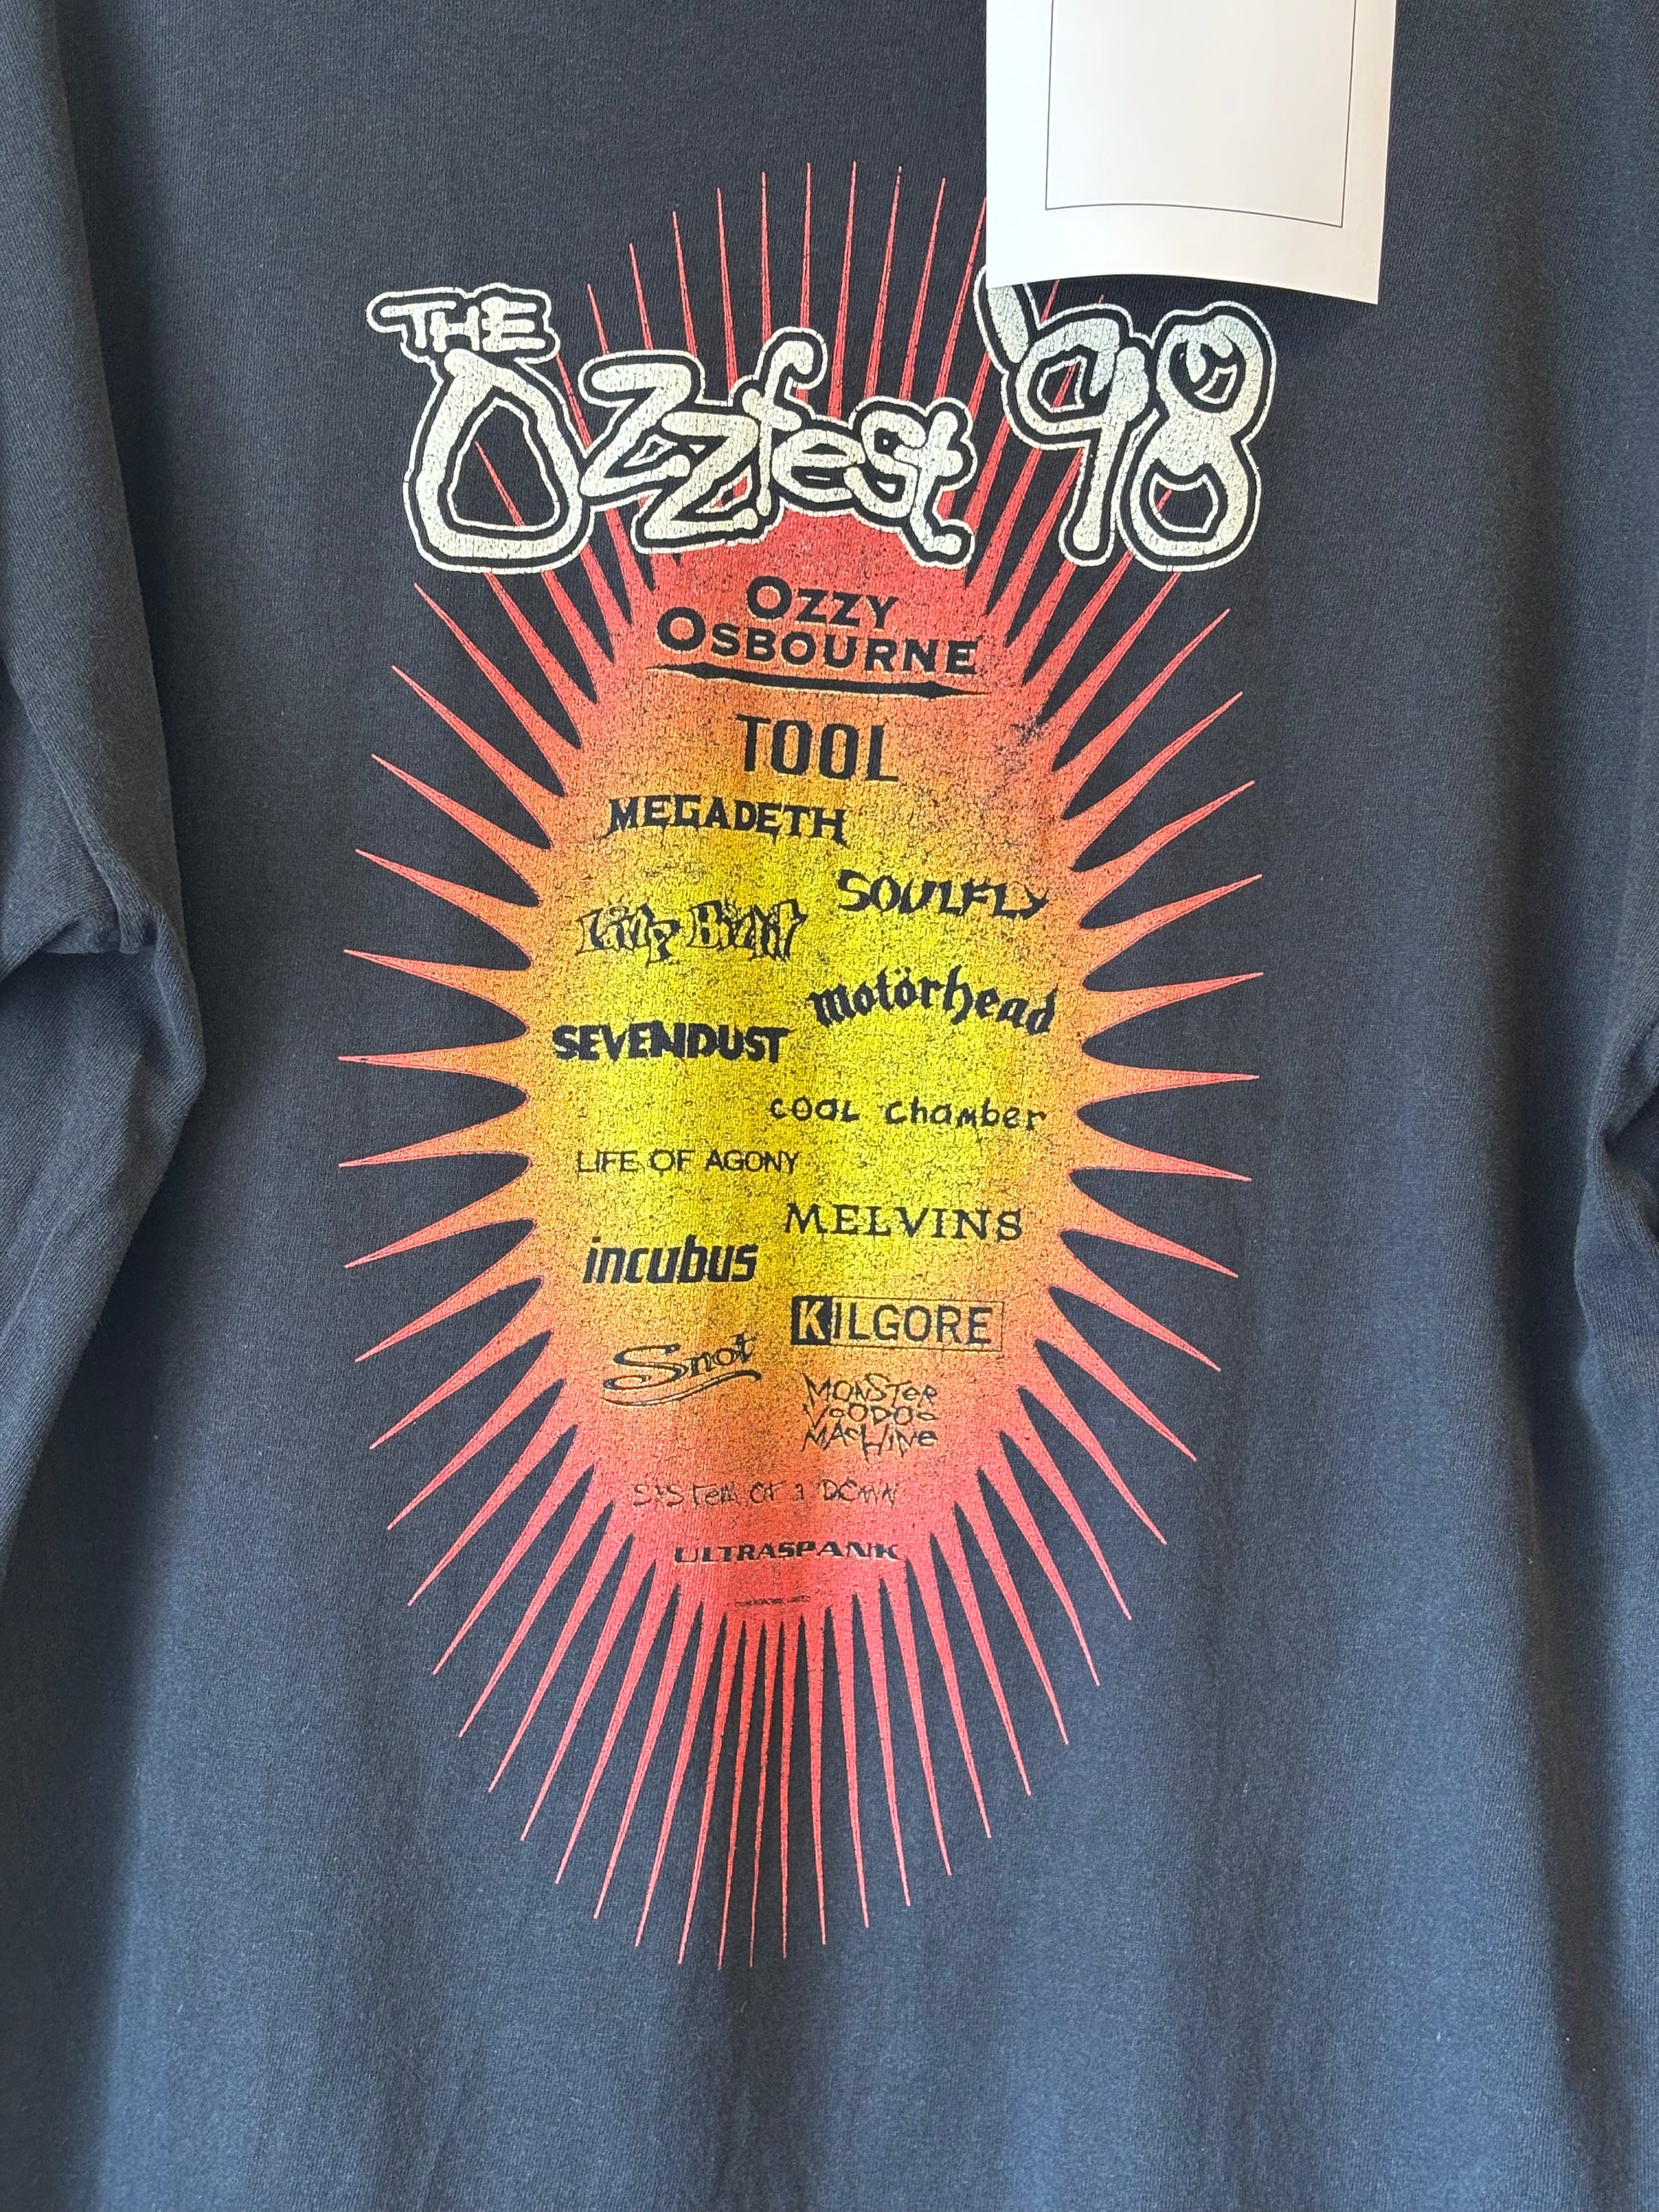 THE
Ozzfest '98
OZZY
OSBOURNE
TOOL
MEGADETH
SOULFLY
Limp Bizkit
motörhead
SEVENDUST
coal chamber
LIFE OF AGONY
MELVINS
incubus
KILGORE
Snot
MONSTER
VOODOO
MACHINE
SYSTEM OF A DOWN
ULTRASPANK